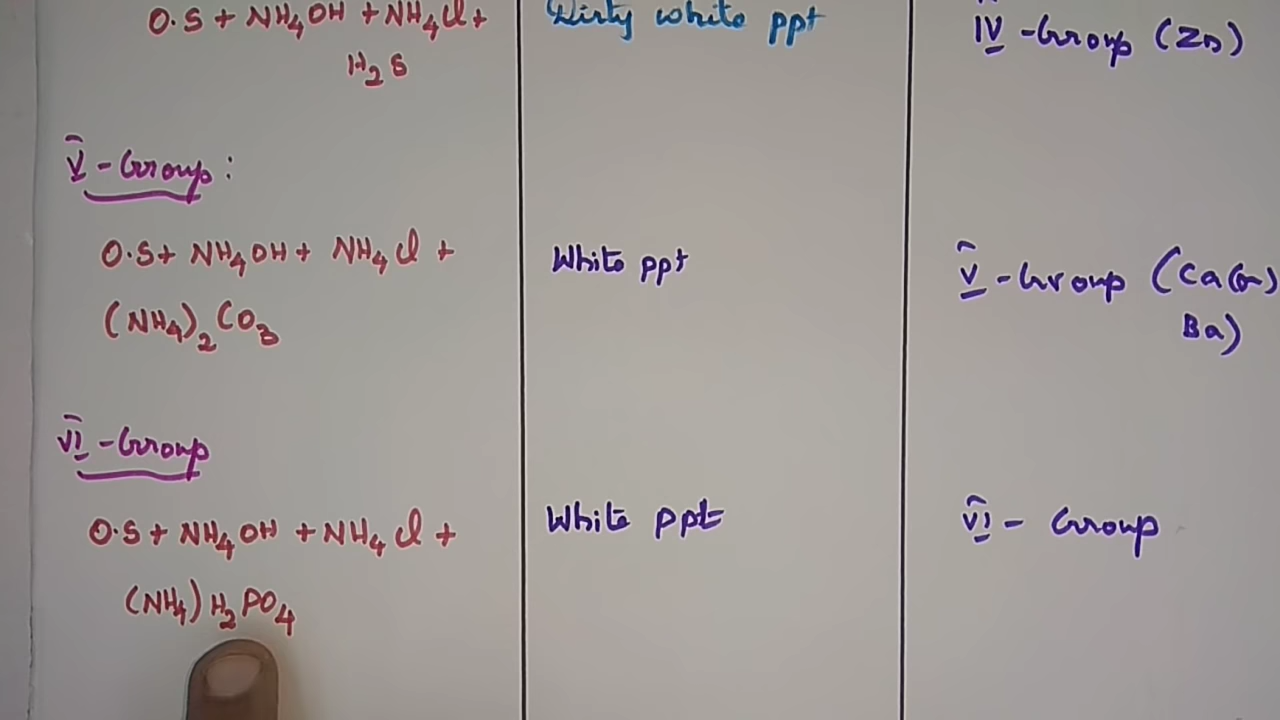 O.S + NH4OH + NH4Cl + Dirty white ppt IV - Group (Zn)
H2S
V - Group:
O.S + NH4OH + NH4Cl + White ppt V - Group (Ca (or)
(NH4)2CO3 Ba)
VI - Group
O.S + NH4OH + NH4Cl + White ppt VI - Group
(NH4)H2PO4